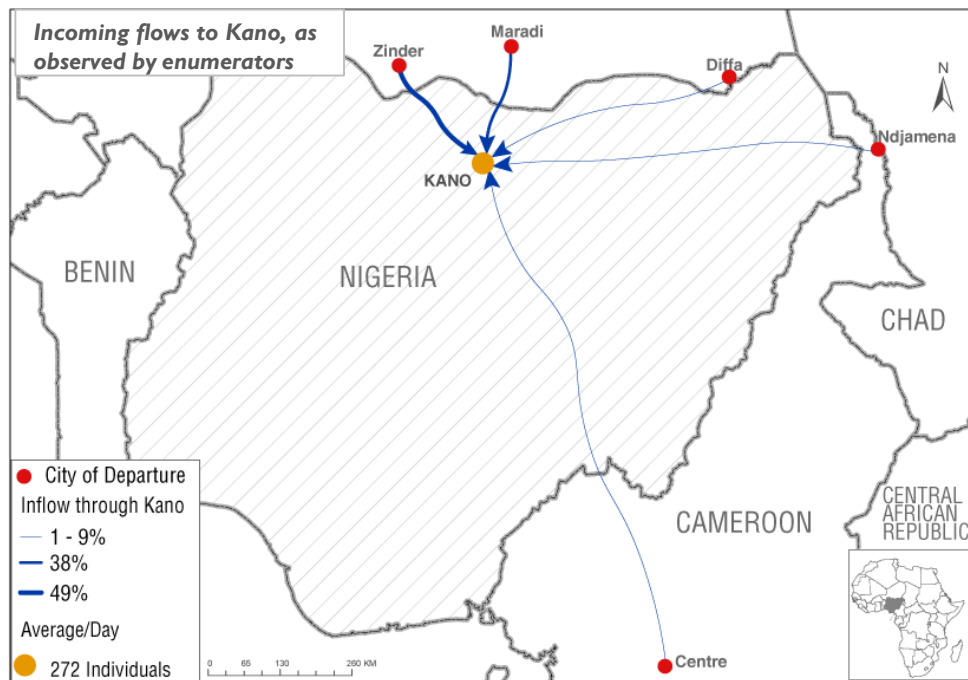 Incoming flows to Kano, as
observed by enumerators
Maradi
Zinder
Diffa
N
Ndjamena
KANO
BENIN
NIGERIA
CHAD
City of Departure
Inflow through Kano
1 - 9%
38%
49%
Average/Day
272 Individuals
CAMEROON
CENTRAL
AFRICAN
REPUBLIC
Centre
0 65 130 260 KM